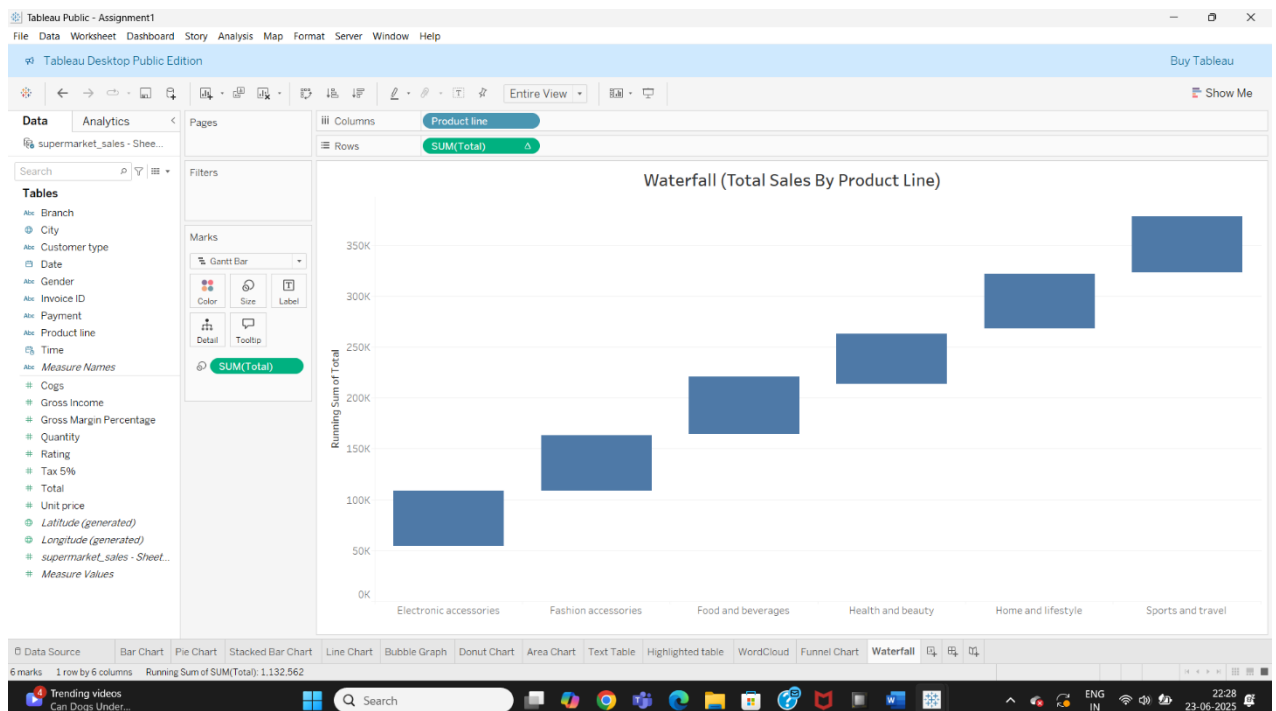 Tableau Public - Assignment1
File Data Worksheet Dashboard Story Analysis Map Format Server Window Help
Tableau Desktop Public Edition Buy Tableau
Entire View Show Me
Data Analytics
supermarket_sales - Shee...
Search
Tables
Abc Branch
City
Abc Customer type
Date
Abc Gender
Abc Invoice ID
Abc Payment
Abc Product line
Time
Abc Measure Names
# Cogs
# Gross Income
# Gross Margin Percentage
# Quantity
# Rating
# Tax 5%
# Total
# Unit price
Latitude (generated)
Longitude (generated)
# supermarket_sales - Sheet...
# Measure Values
Pages
Filters
Marks
Gantt Bar
Color Size Label
Detail Tooltip
SUM(Total)
Columns Product line
Rows SUM(Total) Δ
Waterfall (Total Sales By Product Line)
Running Sum of Total
350K
300K
250K
200K
150K
100K
50K
0K
Electronic accessories Fashion accessories Food and beverages Health and beauty Home and lifestyle Sports and travel
Data Source Bar Chart Pie Chart Stacked Bar Chart Line Chart Bubble Graph Donut Chart Area Chart Text Table Highlighted table WordCloud Funnel Chart Waterfall
6 marks 1 row by 6 columns Running Sum of SUM(Total): 1,132,562
4
Trending videos
Can Dogs Under...
Search
ENG
IN
22:28
23-06-2025